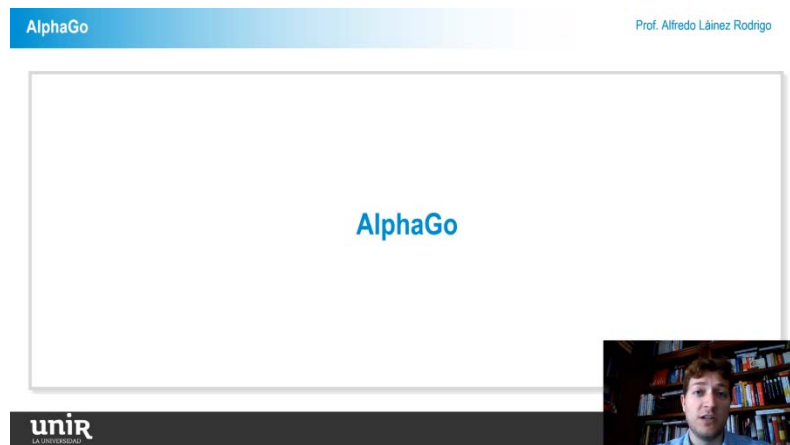 AlphaGo
Prof. Alfredo Láinez Rodrigo
AlphaGo
unir
LA UNIVERSIDAD